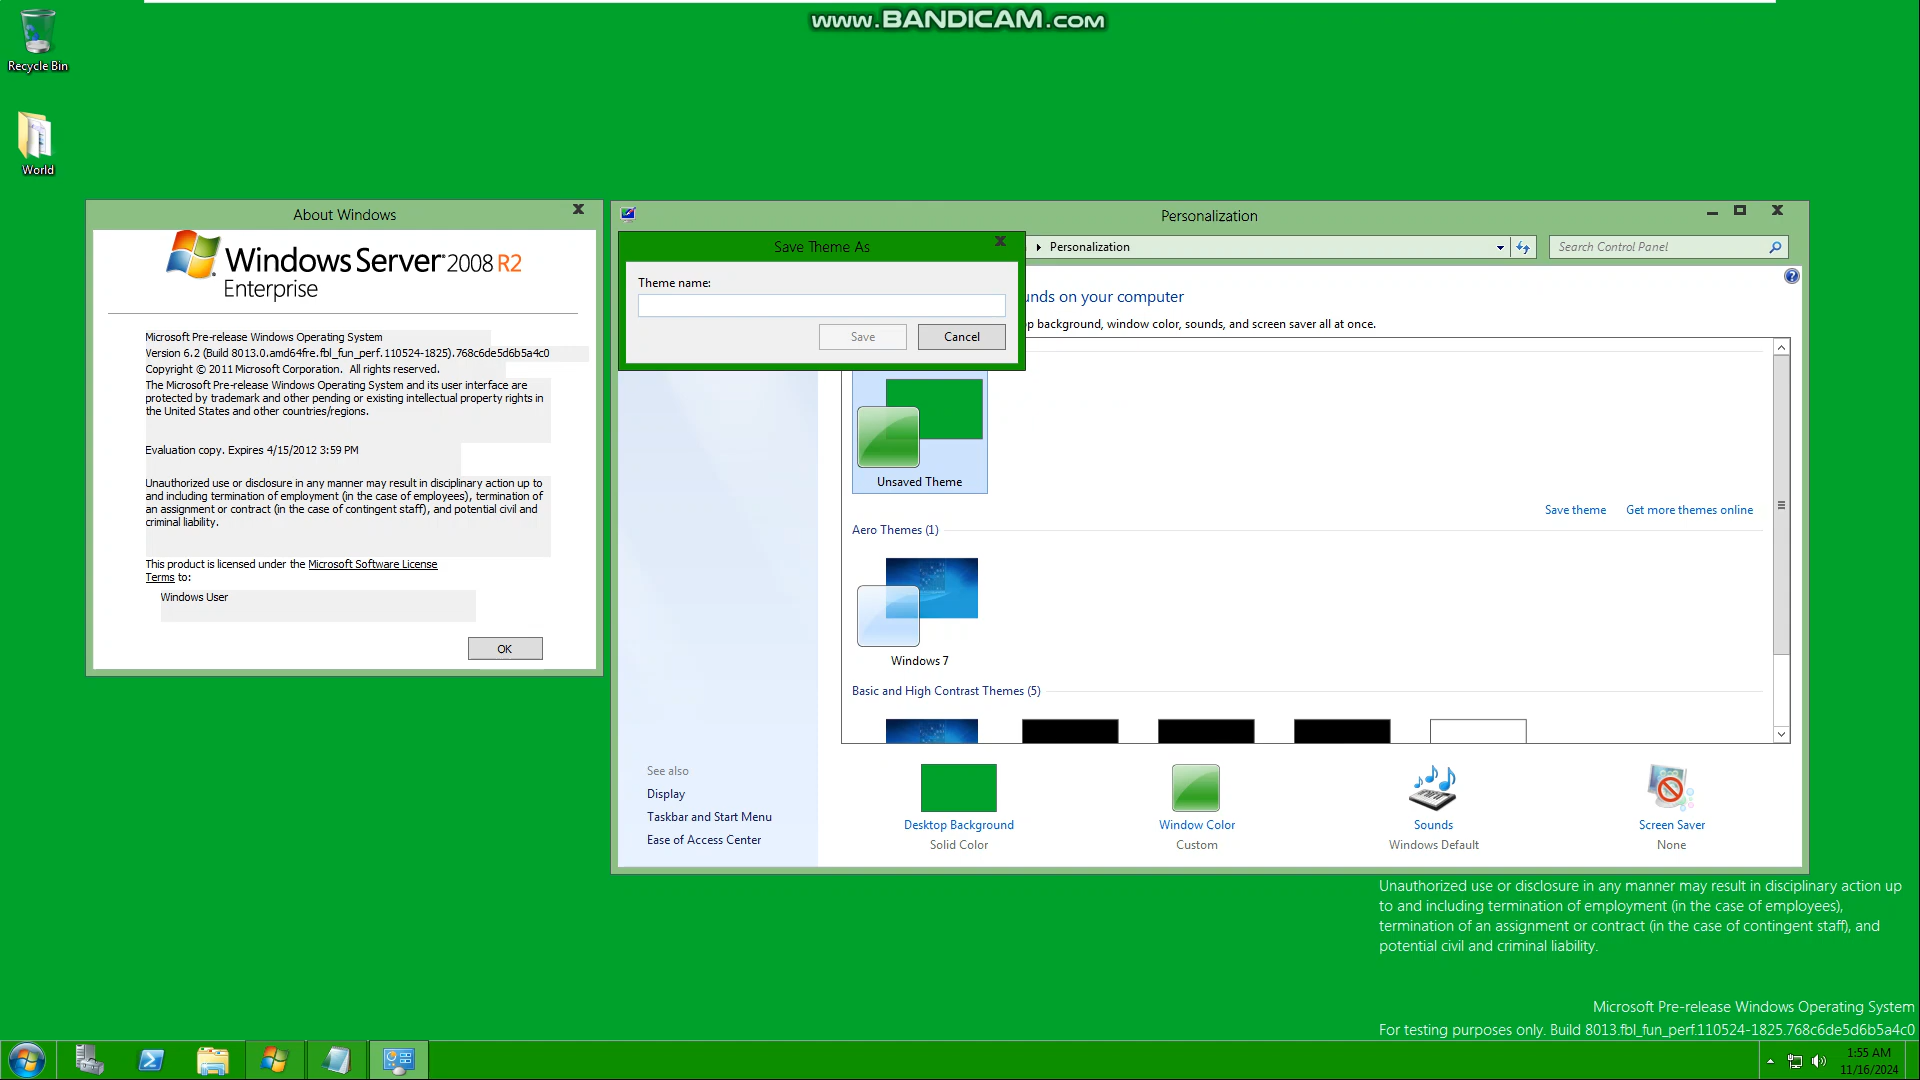 www.BANDICAM.com
Recycle Bin
World
About Windows
Windows Server 2008 R2
Enterprise
Microsoft Pre-release Windows Operating System
Version 6.2 (Build 8013.0.amd64fre.fbl_fun_perf.110524-1825).768c6de5d6b5a4c0
Copyright © 2011 Microsoft Corporation. All rights reserved.
The Microsoft Pre-release Windows Operating System and its user interface are
protected by trademark and other pending or existing intellectual property rights in
the United States and other countries/regions.
Evaluation copy. Expires 4/15/2012 3:59 PM
Unauthorized use or disclosure in any manner may result in disciplinary action up to
and including termination of employment (in the case of employees), termination of
an assignment or contract (in the case of contingent staff), and potential civil and
criminal liability.
This product is licensed under the Microsoft Software License
Terms to:
Windows User
OK
Personalization
Personalization
Search Control Panel
Save Theme As
Theme name:
Save
Cancel
unds on your computer
p background, window color, sounds, and screen saver all at once.
Unsaved Theme
Save theme
Get more themes online
Aero Themes (1)
Windows 7
Basic and High Contrast Themes (5)
See also
Display
Taskbar and Start Menu
Ease of Access Center
Desktop Background
Solid Color
Window Color
Custom
Sounds
Windows Default
Screen Saver
None
Unauthorized use or disclosure in any manner may result in disciplinary action up
to and including termination of employment (in the case of employees),
termination of an assignment or contract (in the case of contingent staff), and
potential civil and criminal liability.
Microsoft Pre-release Windows Operating System
For testing purposes only. Build 8013.fbl_fun_perf.110524-1825.768c6de5d6b5a4c0
1:55 AM
11/16/2024